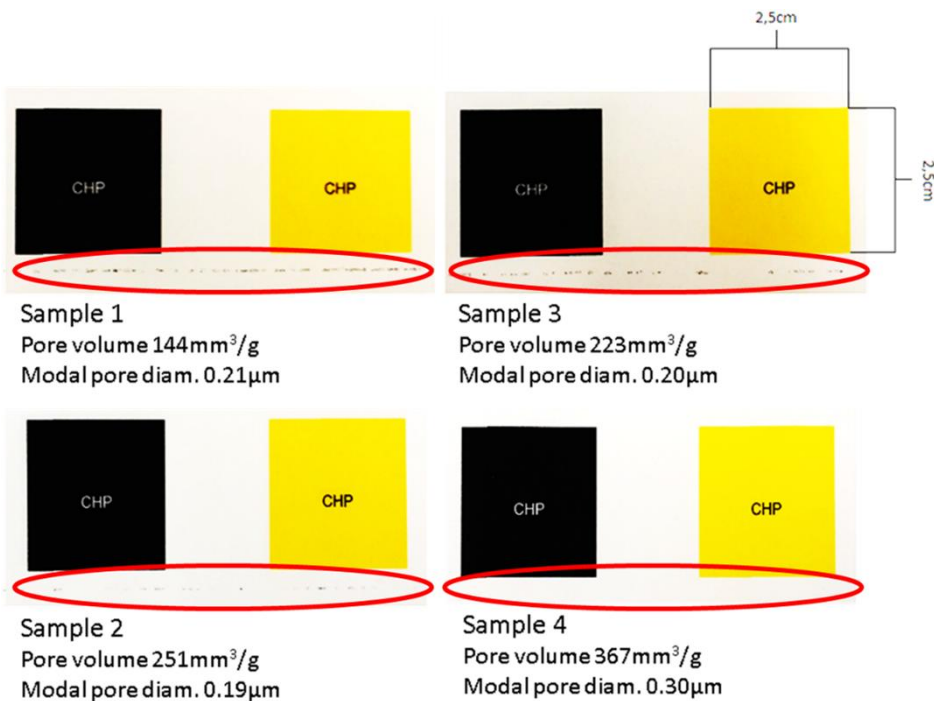 2,5cm
CHP
CHP
CHP
CHP
2,5cm
Sample 1
Pore volume 144mm³/g
Modal pore diam. 0.21µm
Sample 3
Pore volume 223mm³/g
Modal pore diam. 0.20µm
CHP
CHP
CHP
CHP
Sample 2
Pore volume 251mm³/g
Modal pore diam. 0.19µm
Sample 4
Pore volume 367mm³/g
Modal pore diam. 0.30µm